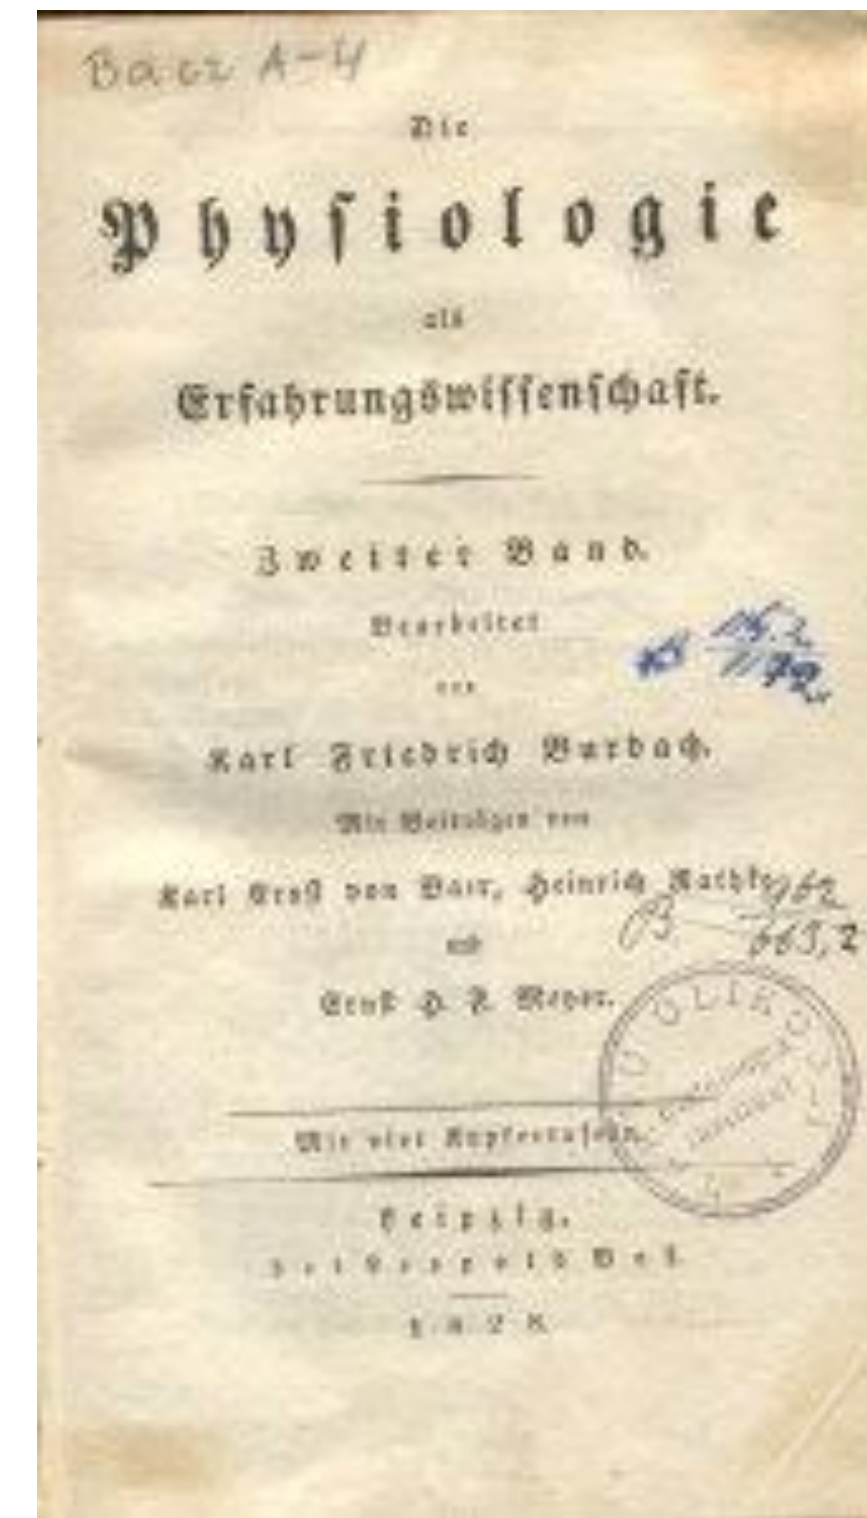 Baer A-4
Die
Physiologie
als
Erfahrungswissenschaft.
Zweiter Band.
Bearbeitet
von
Karl Friedrich Burdach.
Mit Beiträgen von
Karl Ernst von Baer, Heinrich Rathke
und
Ernst H. F. Meyer.
Mit vier Kupfertafeln.
Leipzig,
bei Leopold Voß.
1828.